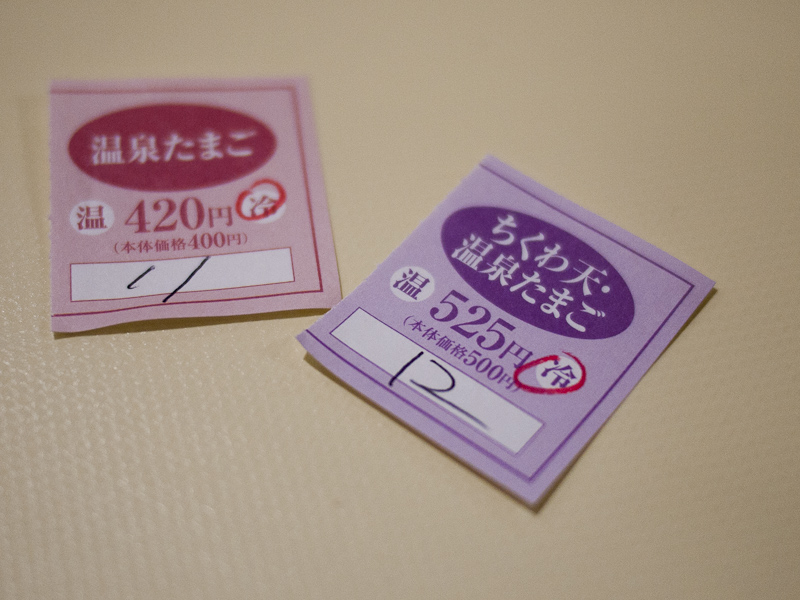 温泉たまご
温 420円 冷
(本体価格400円)
11
ちくわ天・
温泉たまご
温 525円 冷
(本体価格500円)
12